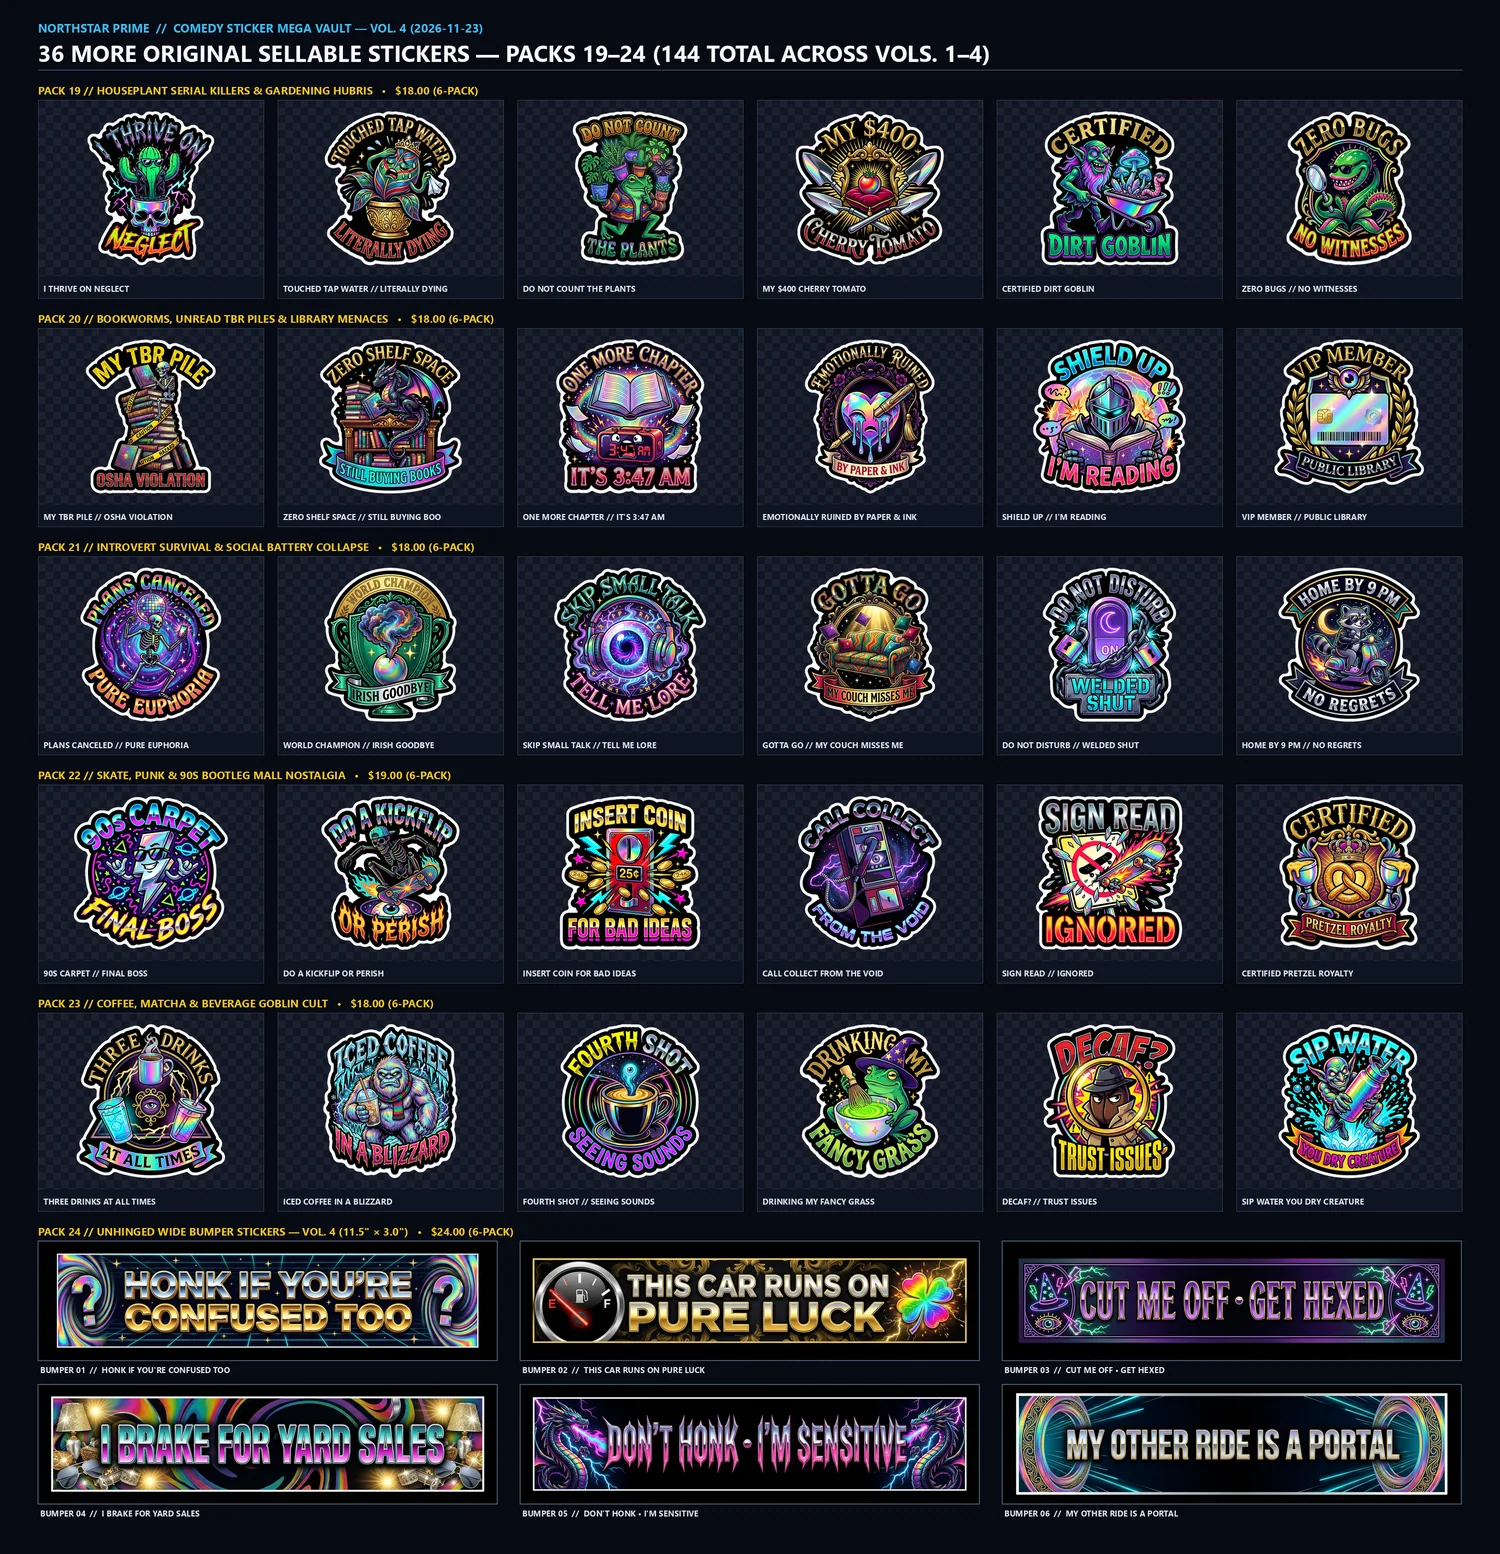 NORTHSTAR PRIME // COMEDY STICKER MEGA VAULT — VOL. 4 (2026-11-23)
36 MORE ORIGINAL SELLABLE STICKERS — PACKS 19–24 (144 TOTAL ACROSS VOLS. 1–4)
PACK 19 // HOUSEPLANT SERIAL KILLERS & GARDENING HUBRIS • $18.00 (6-PACK)
I THRIVE ON
NEGLECT
TOUCHED TAP WATER
LITERALLY DYING
DO NOT COUNT
THE PLANTS
MY $400
CHERRY TOMATO
CERTIFIED
DIRT GOBLIN
ZERO BUGS
NO WITNESSES
I THRIVE ON NEGLECT
TOUCHED TAP WATER // LITERALLY DYING
DO NOT COUNT THE PLANTS
MY $400 CHERRY TOMATO
CERTIFIED DIRT GOBLIN
ZERO BUGS // NO WITNESSES
PACK 20 // BOOKWORMS, UNREAD TBR PILES & LIBRARY MENACES • $18.00 (6-PACK)
MY TBR PILE
CAUTION
OSHA VIOLATION
ZERO SHELF SPACE
STILL BUYING BOOKS
ONE MORE CHAPTER
3:47 AM
IT'S 3:47 AM
EMOTIONALLY RUINED
BY PAPER & INK
SHIELD UP
I'M READING
VIP MEMBER
PUBLIC LIBRARY
MY TBR PILE // OSHA VIOLATION
ZERO SHELF SPACE // STILL BUYING BOO
ONE MORE CHAPTER // IT'S 3:47 AM
EMOTIONALLY RUINED BY PAPER & INK
SHIELD UP // I'M READING
VIP MEMBER // PUBLIC LIBRARY
PACK 21 // INTROVERT SURVIVAL & SOCIAL BATTERY COLLAPSE • $18.00 (6-PACK)
PLANS CANCELED
PURE EUPHORIA
WORLD CHAMPION
IRISH GOODBYE
SKIP SMALL TALK
TELL ME LORE
GOTTA GO
MY COUCH MISSES ME
DO NOT DISTURB
ON
WELDED
SHUT
HOME BY 9 PM
NO REGRETS
PLANS CANCELED // PURE EUPHORIA
WORLD CHAMPION // IRISH GOODBYE
SKIP SMALL TALK // TELL ME LORE
GOTTA GO // MY COUCH MISSES ME
DO NOT DISTURB // WELDED SHUT
HOME BY 9 PM // NO REGRETS
PACK 22 // SKATE, PUNK & 90S BOOTLEG MALL NOSTALGIA • $19.00 (6-PACK)
90s CARPET
FINAL BOSS
DO A KICKFLIP
OR PERISH
INSERT COIN
25¢
FOR BAD IDEAS
CALL COLLECT
FROM THE VOID
SIGN READ
IGNORED
CERTIFIED
PRETZEL ROYALTY
90S CARPET // FINAL BOSS
DO A KICKFLIP OR PERISH
INSERT COIN FOR BAD IDEAS
CALL COLLECT FROM THE VOID
SIGN READ // IGNORED
CERTIFIED PRETZEL ROYALTY
PACK 23 // COFFEE, MATCHA & BEVERAGE GOBLIN CULT • $18.00 (6-PACK)
THREE DRINKS
AT ALL TIMES
ICED COFFEE
IN A BLIZZARD
FOURTH SHOT
SEEING SOUNDS
DRINKING MY
FANCY GRASS
DECAF?
TRUST ISSUES
SIP WATER
YOU DRY CREATURE
THREE DRINKS AT ALL TIMES
ICED COFFEE IN A BLIZZARD
FOURTH SHOT // SEEING SOUNDS
DRINKING MY FANCY GRASS
DECAF? // TRUST ISSUES
SIP WATER YOU DRY CREATURE
PACK 24 // UNHINGED WIDE BUMPER STICKERS — VOL. 4 (11.5" × 3.0") • $24.00 (6-PACK)
? HONK IF YOU'RE ?
CONFUSED TOO
E F
THIS CAR RUNS ON
PURE LUCK
CUT ME OFF • GET HEXED
BUMPER 01 // HONK IF YOU'RE CONFUSED TOO
BUMPER 02 // THIS CAR RUNS ON PURE LUCK
BUMPER 03 // CUT ME OFF • GET HEXED
I BRAKE FOR YARD SALES
DON'T HONK • I'M SENSITIVE
MY OTHER RIDE IS A PORTAL
BUMPER 04 // I BRAKE FOR YARD SALES
BUMPER 05 // DON'T HONK • I'M SENSITIVE
BUMPER 06 // MY OTHER RIDE IS A PORTAL